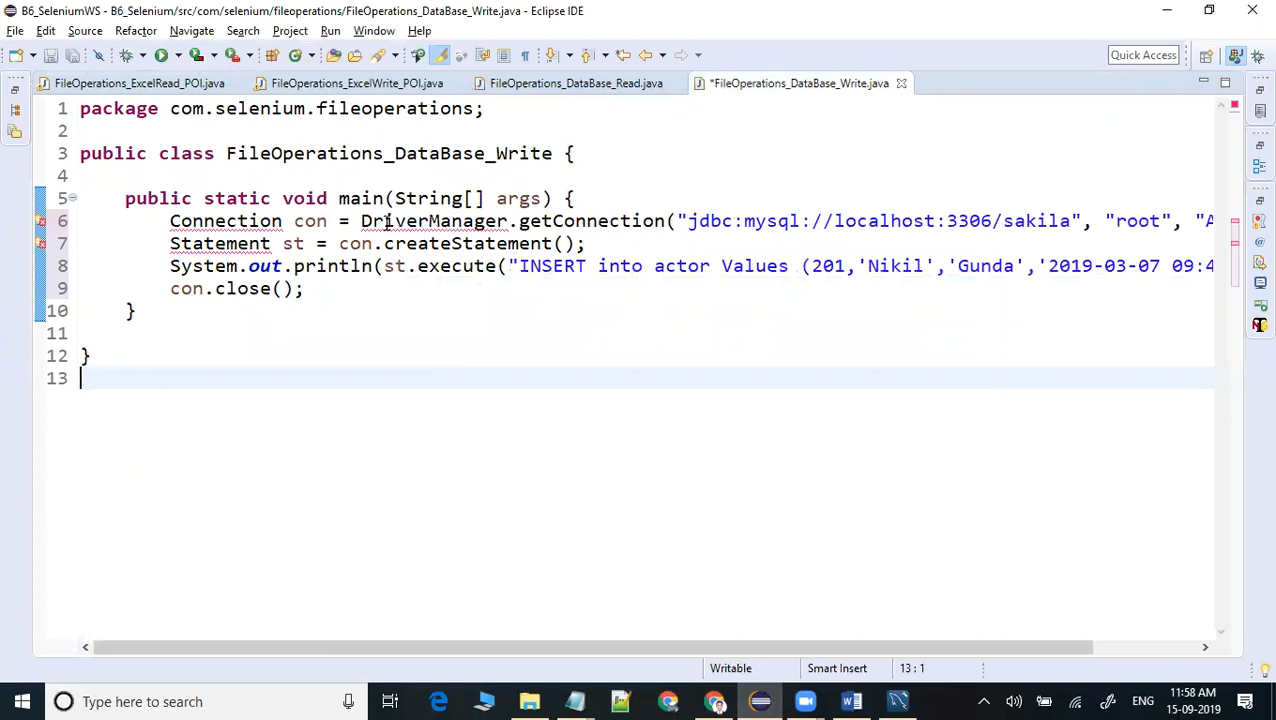 B6_SeleniumWS - B6_Selenium/src/com/selenium/fileoperations/FileOperations_DataBase_Write.java - Eclipse IDE
File Edit Source Refactor Navigate Search Project Run Window Help
Quick Access
FileOperations_ExcelRead_POI.java FileOperations_ExcelWrite_POI.java FileOperations_DataBase_Read.java *FileOperations_DataBase_Write.java
1 package com.selenium.fileoperations;
2
3 public class FileOperations_DataBase_Write {
4
5 public static void main(String[] args) {
6 Connection con = DriverManager.getConnection("jdbc:mysql://localhost:3306/sakila", "root", "A
7 Statement st = con.createStatement();
8 System.out.println(st.execute("INSERT into actor Values (201,'Nikil','Gunda','2019-03-07 09:4
9 con.close();
10 }
11
12 }
13
Writable Smart Insert 13 : 1
Type here to search
ENG
11:58 AM
15-09-2019